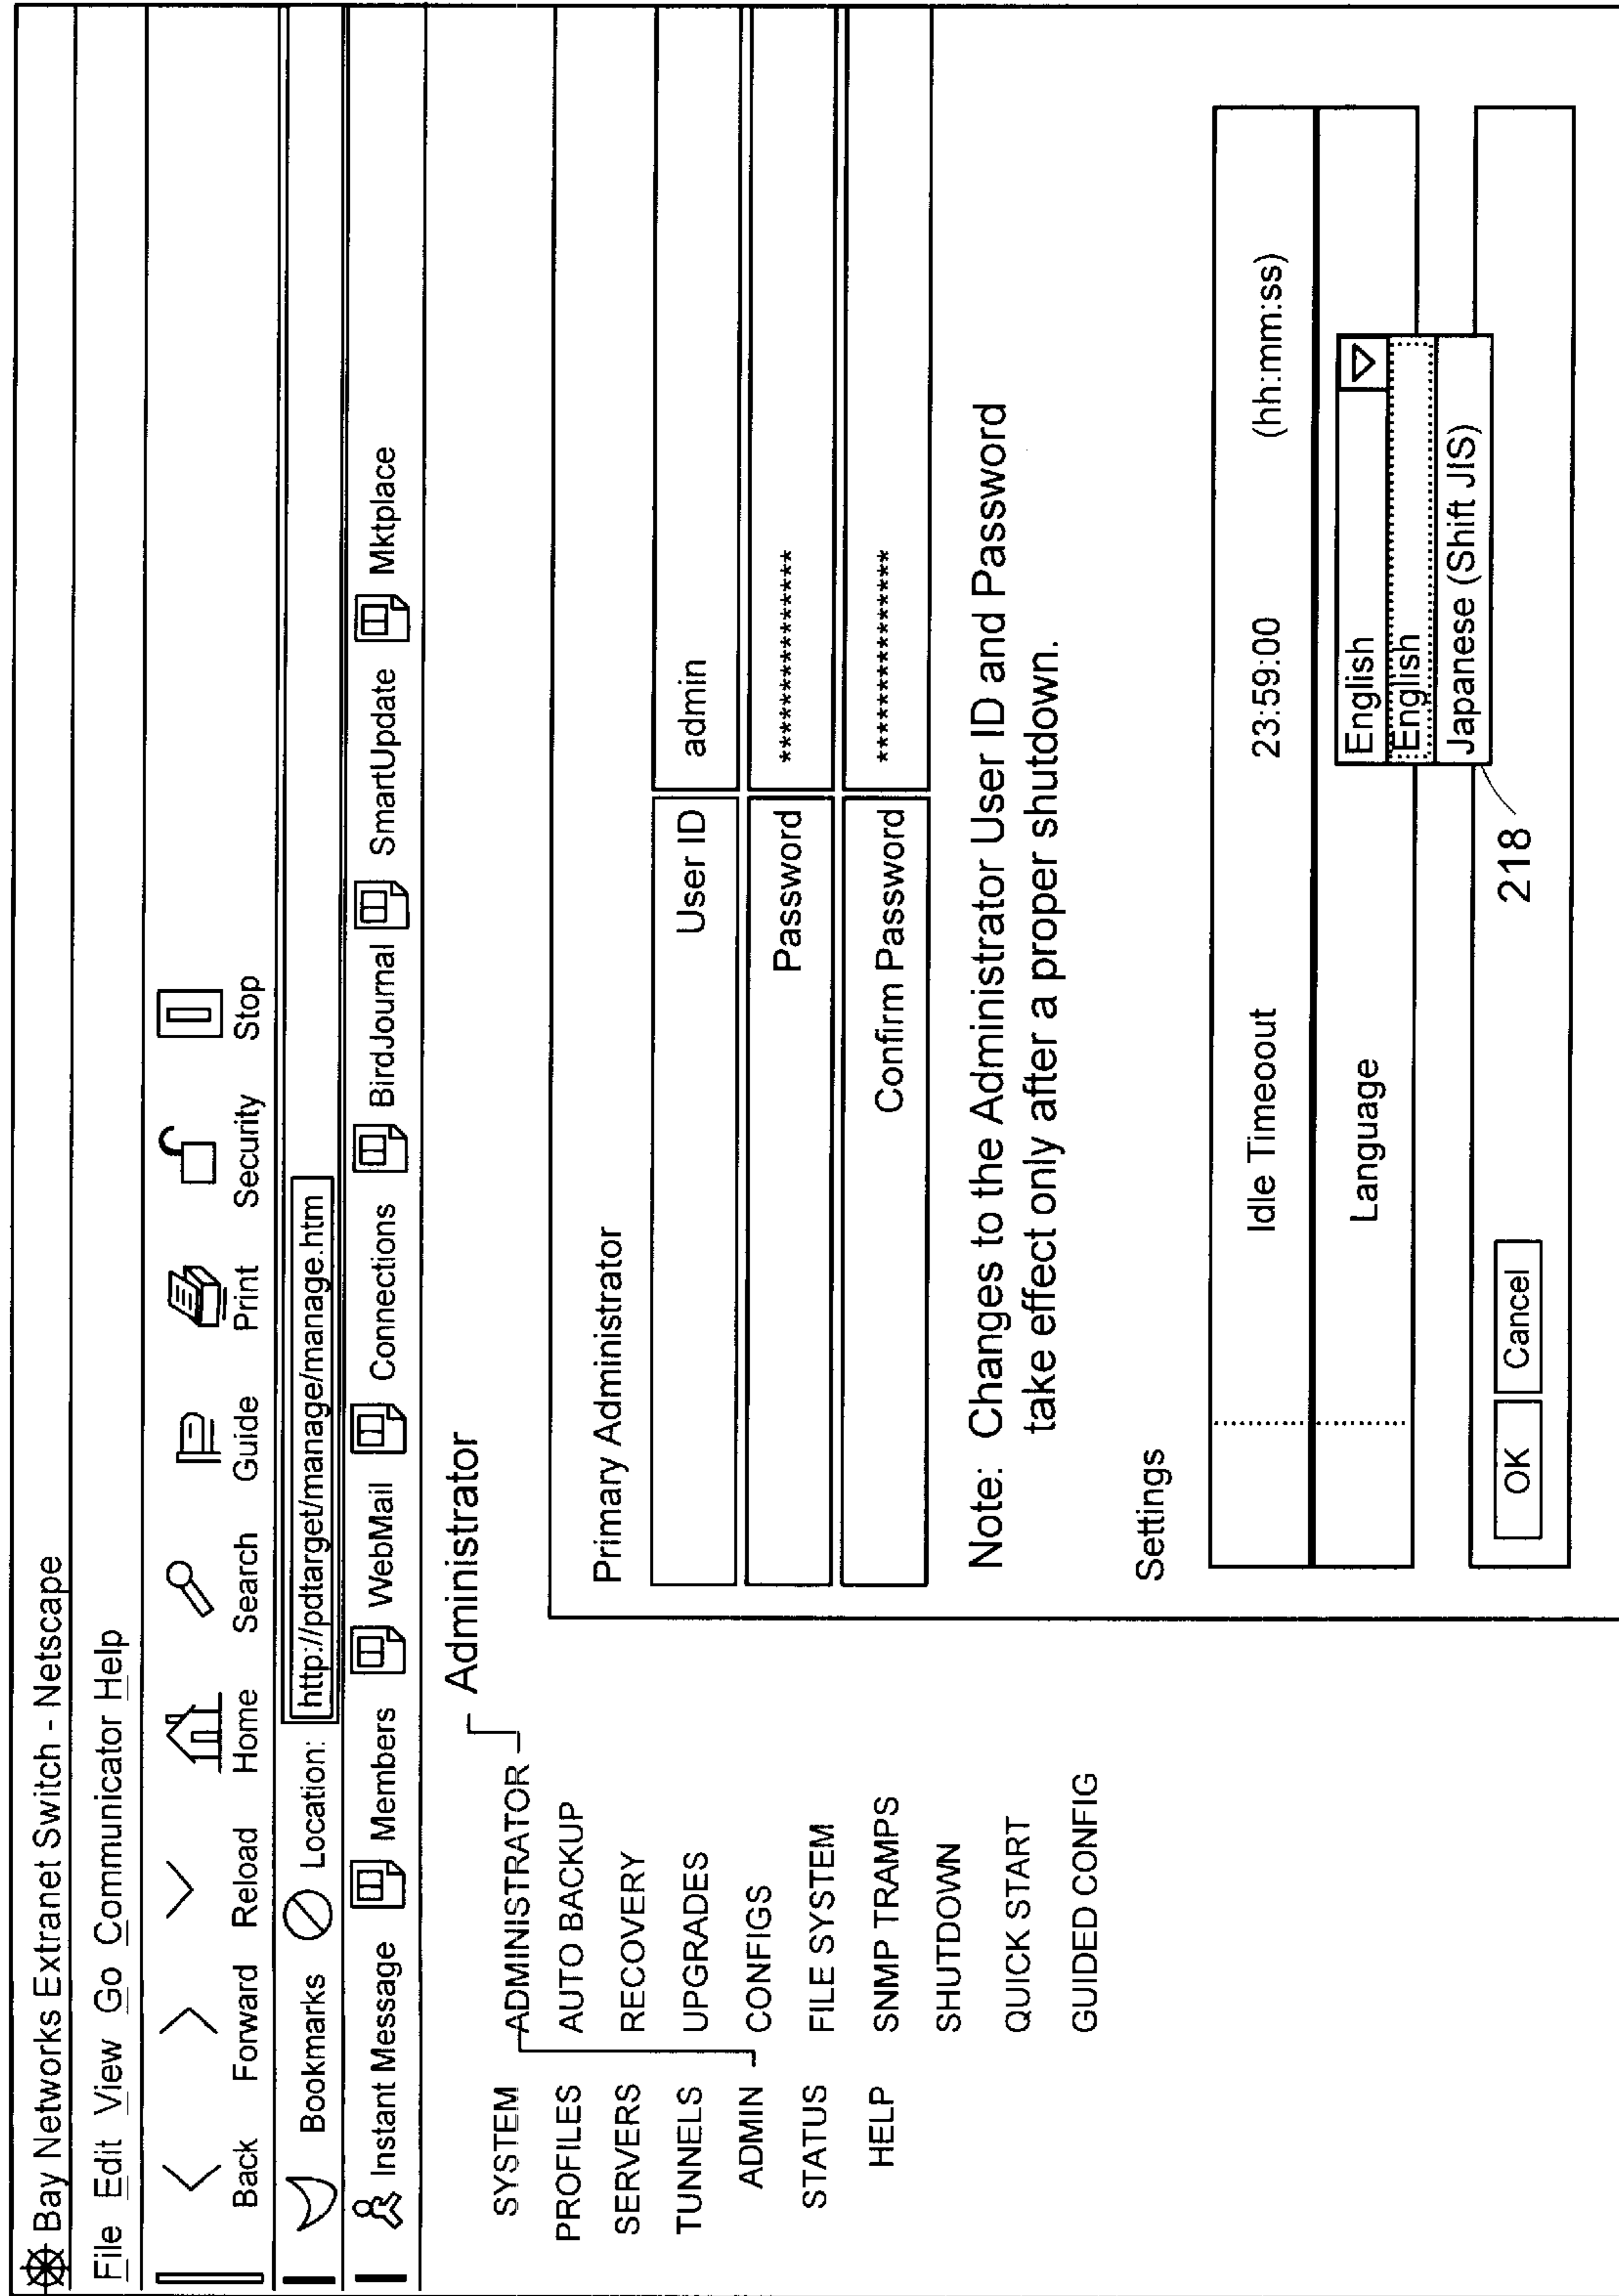 Bay Networks Extranet Switch - Netscape
File Edit View Go Communicator Help
Back Forward Reload Home Search Guide Print Security Stop
Bookmarks Location: http://pdtarget/manage/manage.htm
Instant Message Members WebMail Connections BirdJournal SmartUpdate Mktplace
Administrator
SYSTEM
PROFILES
SERVERS
TUNNELS
ADMIN
STATUS
HELP
ADMINISTRATOR
AUTO BACKUP
RECOVERY
UPGRADES
CONFIGS
FILE SYSTEM
SNMP TRAMPS
SHUTDOWN
QUICK START
GUIDED CONFIG
Primary Administrator
User ID admin
Password *************
Confirm Password *************
Note: Changes to the Administrator User ID and Password
take effect only after a proper shutdown.
Settings
Idle Timeoout 23:59:00 (hh:mm:ss)
Language English
English
Japanese (Shift JIS)
OK Cancel
218